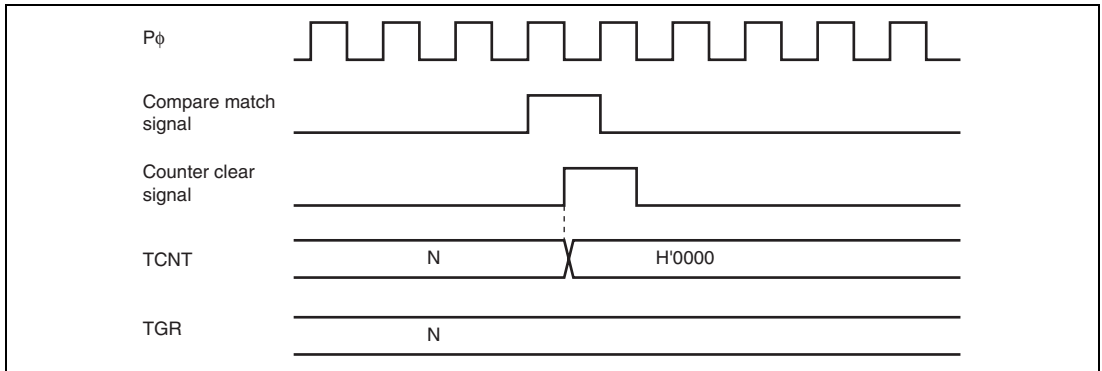 Pϕ
Compare match
signal
Counter clear
signal
TCNT
N
H'0000
TGR
N